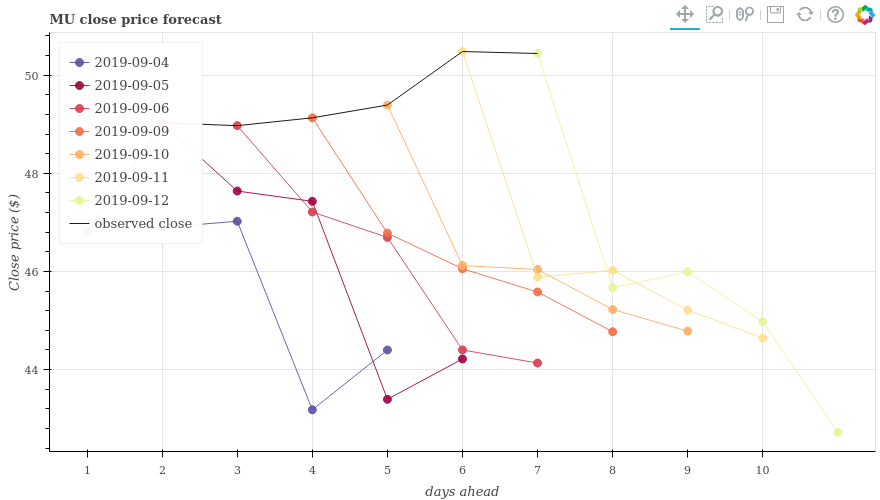 MU close price forecast
50
48
46
44
Close price ($)
2019-09-04
2019-09-05
2019-09-06
2019-09-09
2019-09-10
2019-09-11
2019-09-12
observed close
1 2 3 4 5 6 7 8 9 10
days ahead